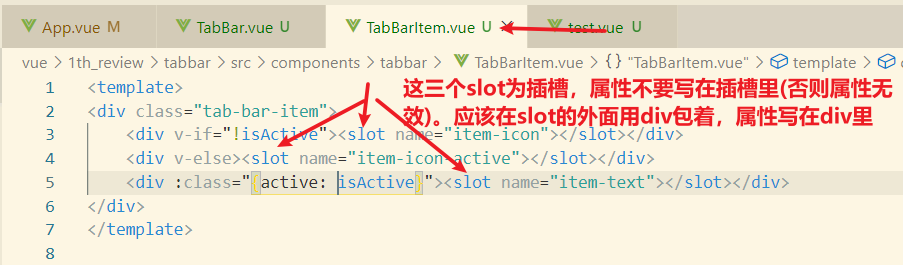 App.vue M
TabBar.vue U
TabBarItem.vue U
test.vue U
vue > 1th_review > tabbar > src > components > tabbar > TabBarItem.vue > {} "TabBarItem.vue" > template >
1 <template>
2 <div class="tab-bar-item">
3 <div v-if="!isActive"><slot name="item-icon"></slot></div>
4 <div v-else><slot name="item-icon-active"></slot></div>
5 <div :class="{active: isActive}"><slot name="item-text"></slot></div>
6 </div>
7 </template>
8
这三个slot为插槽，属性不要写在插槽里(否则属性无
效)。应该在slot的外面用div包着，属性写在div里